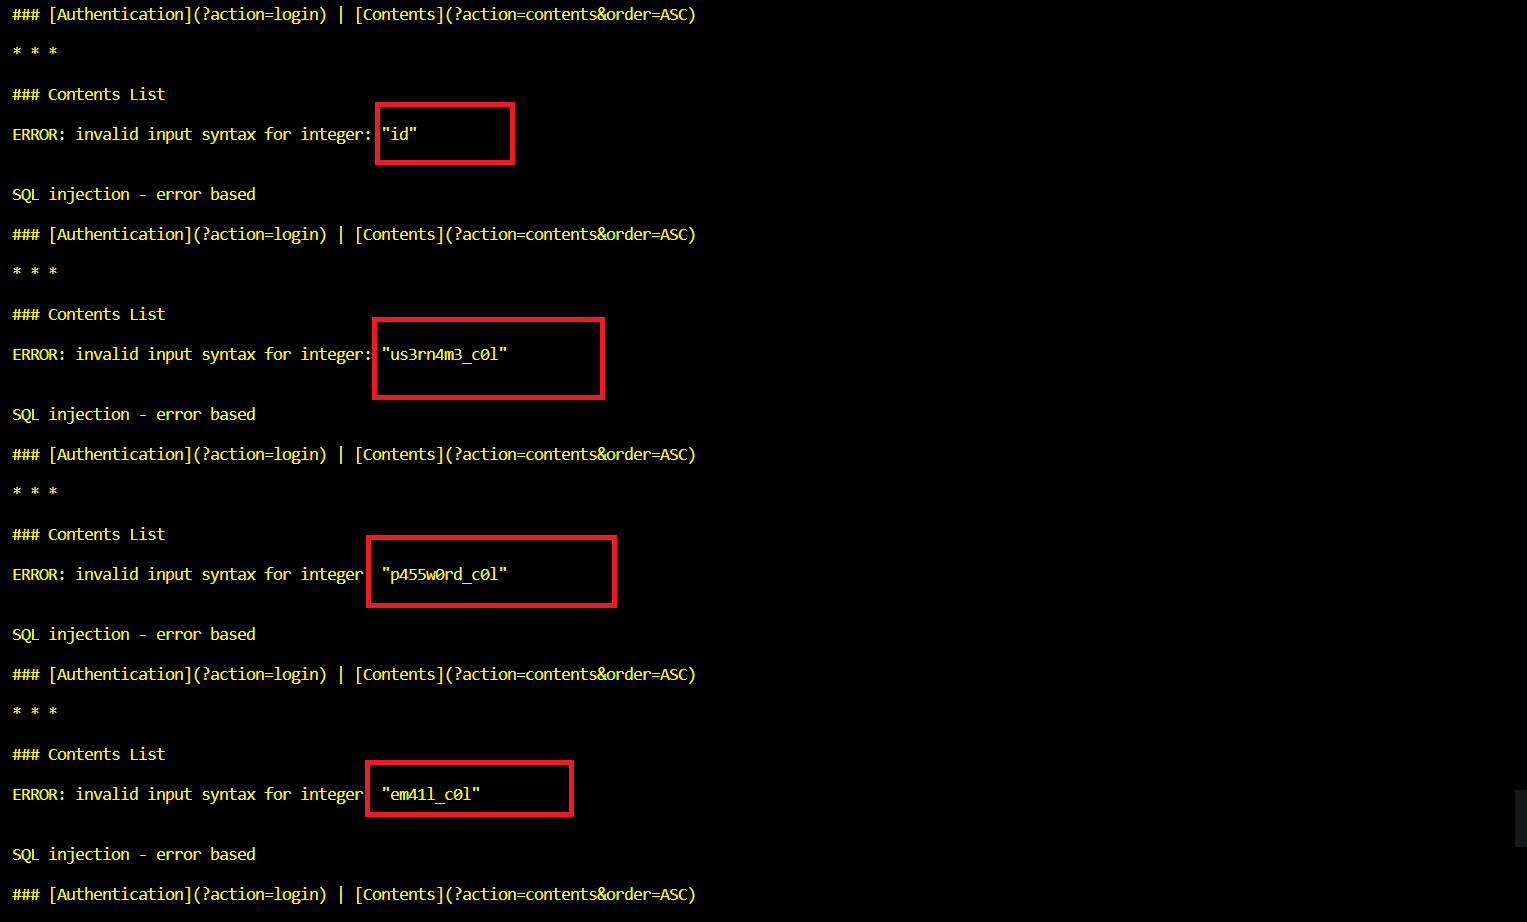 ### [Authentication](?action=login) | [Contents](?action=contents&order=ASC)
* * *
### Contents List
ERROR: invalid input syntax for integer: "id"
SQL injection - error based
### [Authentication](?action=login) | [Contents](?action=contents&order=ASC)
* * *
### Contents List
ERROR: invalid input syntax for integer: "us3rn4m3_c0l"
SQL injection - error based
### [Authentication](?action=login) | [Contents](?action=contents&order=ASC)
* * *
### Contents List
ERROR: invalid input syntax for integer "p455w0rd_c0l"
SQL injection - error based
### [Authentication](?action=login) | [Contents](?action=contents&order=ASC)
* * *
### Contents List
ERROR: invalid input syntax for integer "em41l_c0l"
SQL injection - error based
### [Authentication](?action=login) | [Contents](?action=contents&order=ASC)